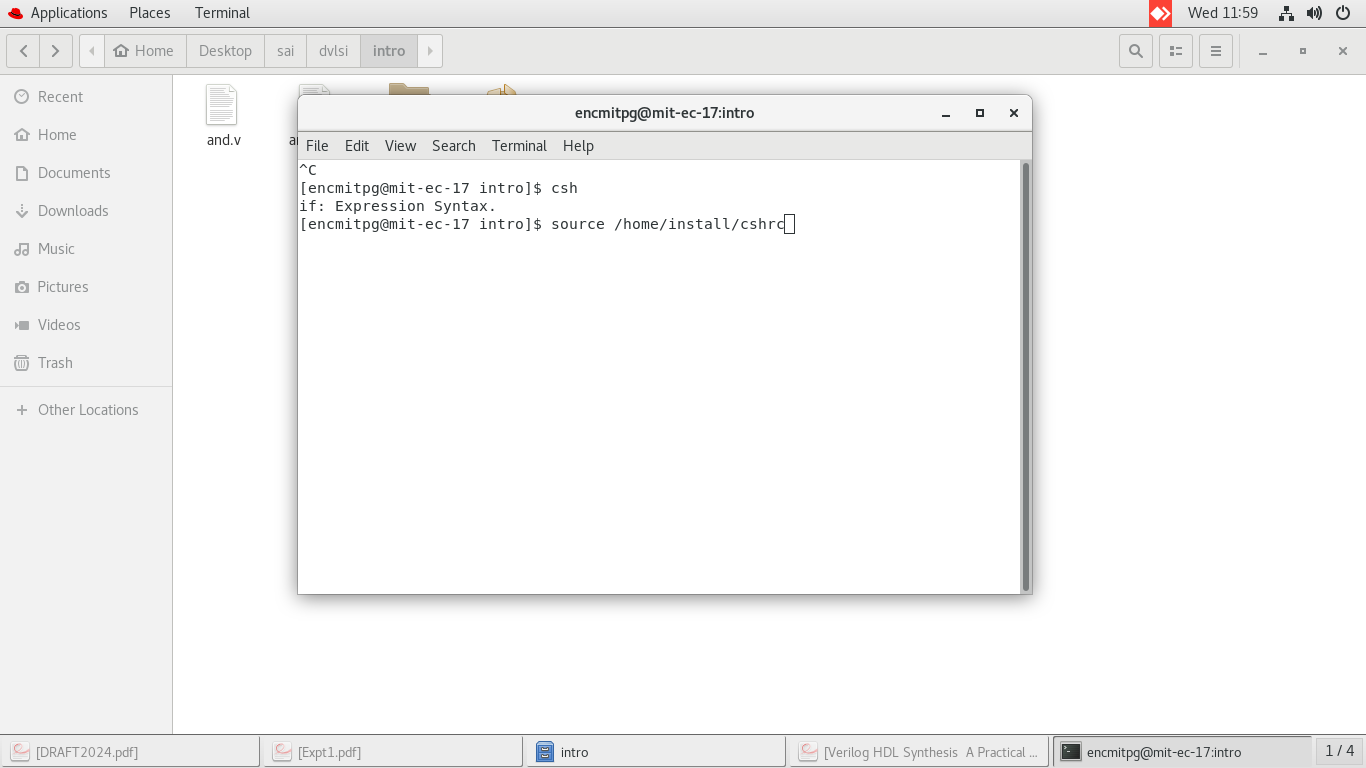 Applications Places Terminal Wed 11:59
Home Desktop sai dvlsi intro
Recent
Home
Documents
Downloads
Music
Pictures
Videos
Trash
Other Locations
and.v
encmitpg@mit-ec-17:intro
File Edit View Search Terminal Help
^C
[encmitpg@mit-ec-17 intro]$ csh
if: Expression Syntax.
[encmitpg@mit-ec-17 intro]$ source /home/install/cshrc
[DRAFT2024.pdf] [Expt1.pdf] intro [Verilog HDL Synthesis A Practical ... encmitpg@mit-ec-17:intro 1 / 4